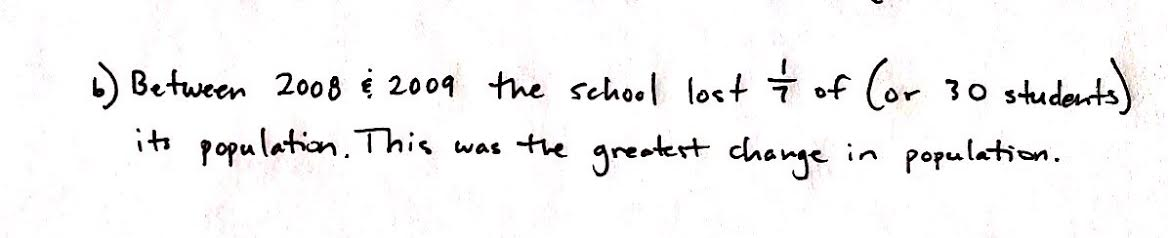 b) Between 2008 & 2009 the school lost 1/7 of (or 30 students)
its population. This was the greatest change in population.